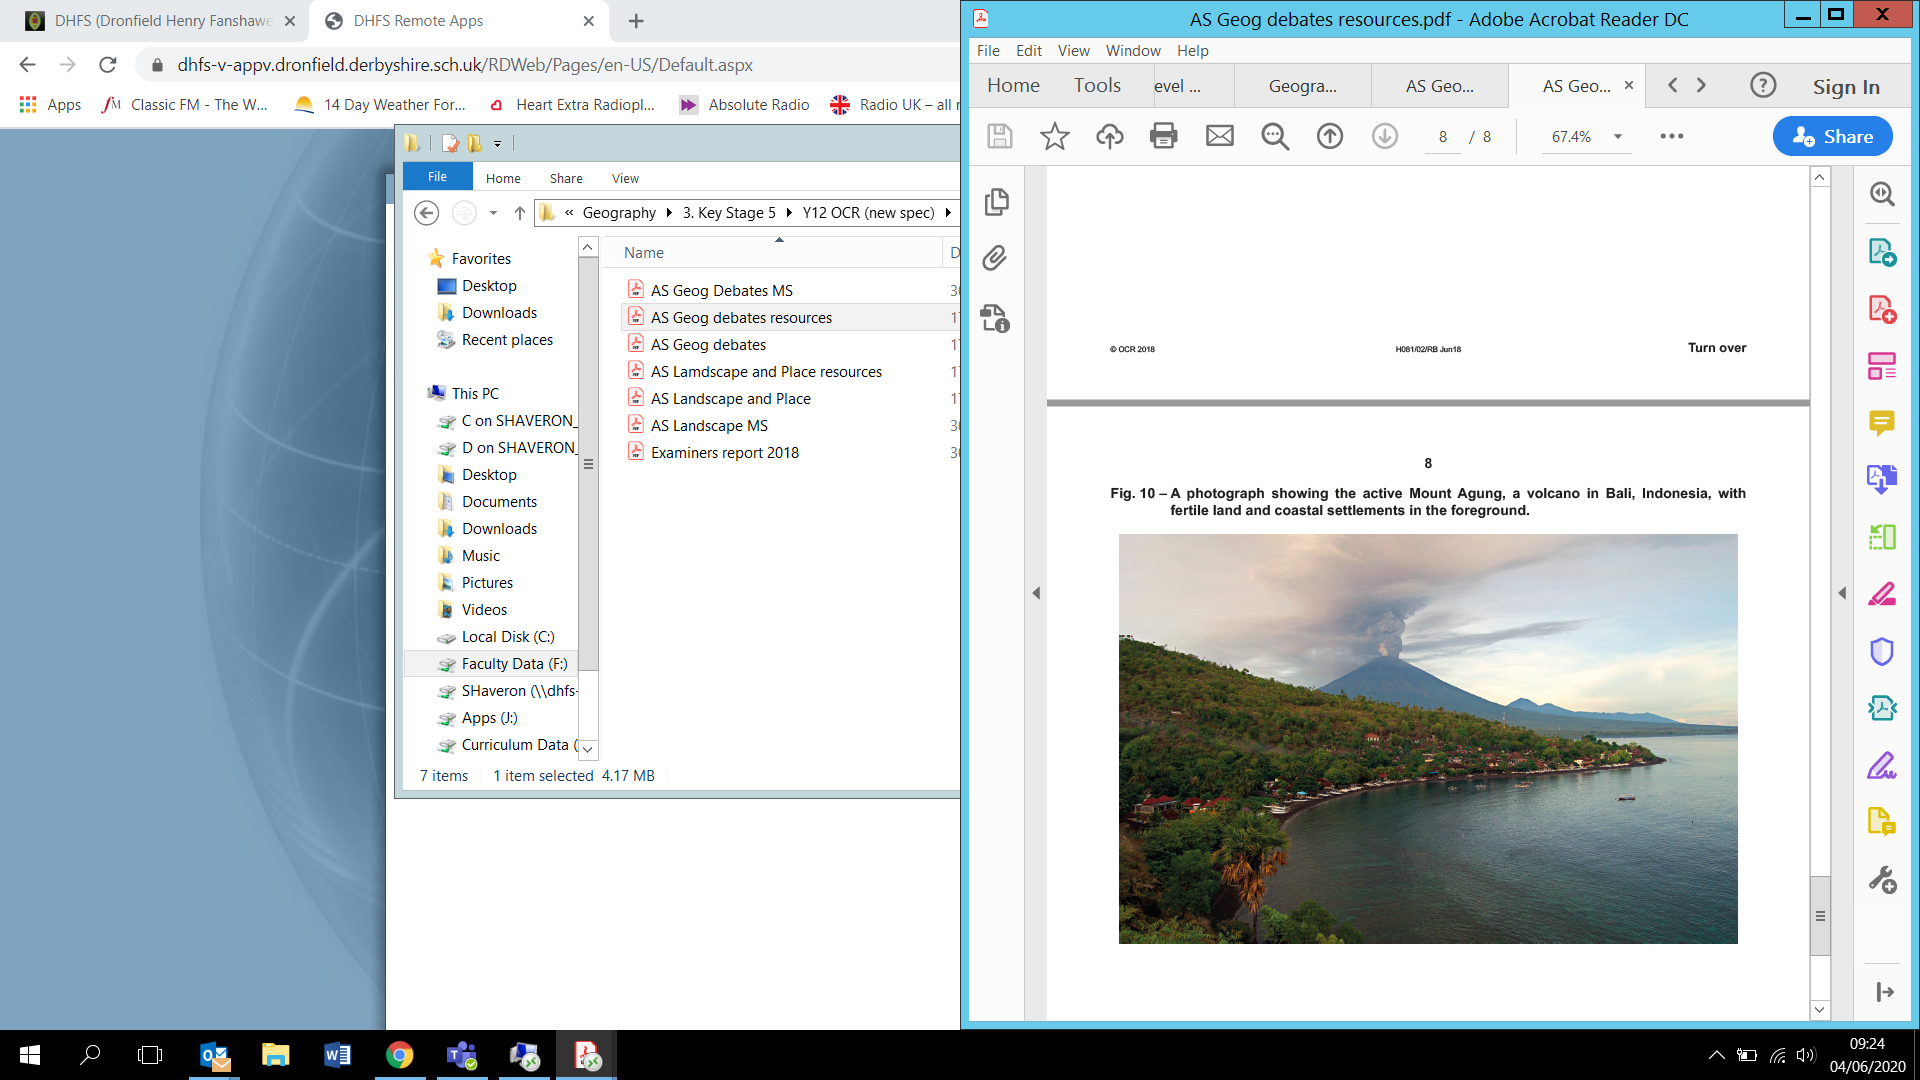 DHFS (Dronfield Henry Fanshawe
DHFS Remote Apps
dhfs-v-appv.dronfield.derbyshire.sch.uk/RDWeb/Pages/en-US/Default.aspx
Apps
Classic FM - The W...
14 Day Weather For...
Heart Extra Radiopl...
Absolute Radio
Radio UK – all r
File
Home
Share
View
« Geography
3. Key Stage 5
Y12 OCR (new spec)
Favorites
Desktop
Downloads
Recent places
This PC
C on SHAVERON_
D on SHAVERON_
Desktop
Documents
Downloads
Music
Pictures
Videos
Local Disk (C:)
Faculty Data (F:)
SHaveron (\\dhfs-
Apps (J:)
Curriculum Data (
Name
D
AS Geog Debates MS
AS Geog debates resources
AS Geog debates
AS Lamdscape and Place resources
AS Landscape and Place
AS Landscape MS
Examiners report 2018
30
17
17
17
17
30
30
7 items
1 item selected 4.17 MB
AS Geog debates resources.pdf - Adobe Acrobat Reader DC
File Edit View Window Help
Home
Tools
evel ...
Geogra...
AS Geo...
AS Geo...
Sign In
8 / 8
67.4%
Share
© OCR 2018
H081/02/RB Jun18
Turn over
8
Fig. 10 – A photograph showing the active Mount Agung, a volcano in Bali, Indonesia, with
fertile land and coastal settlements in the foreground.
09:24
04/06/2020